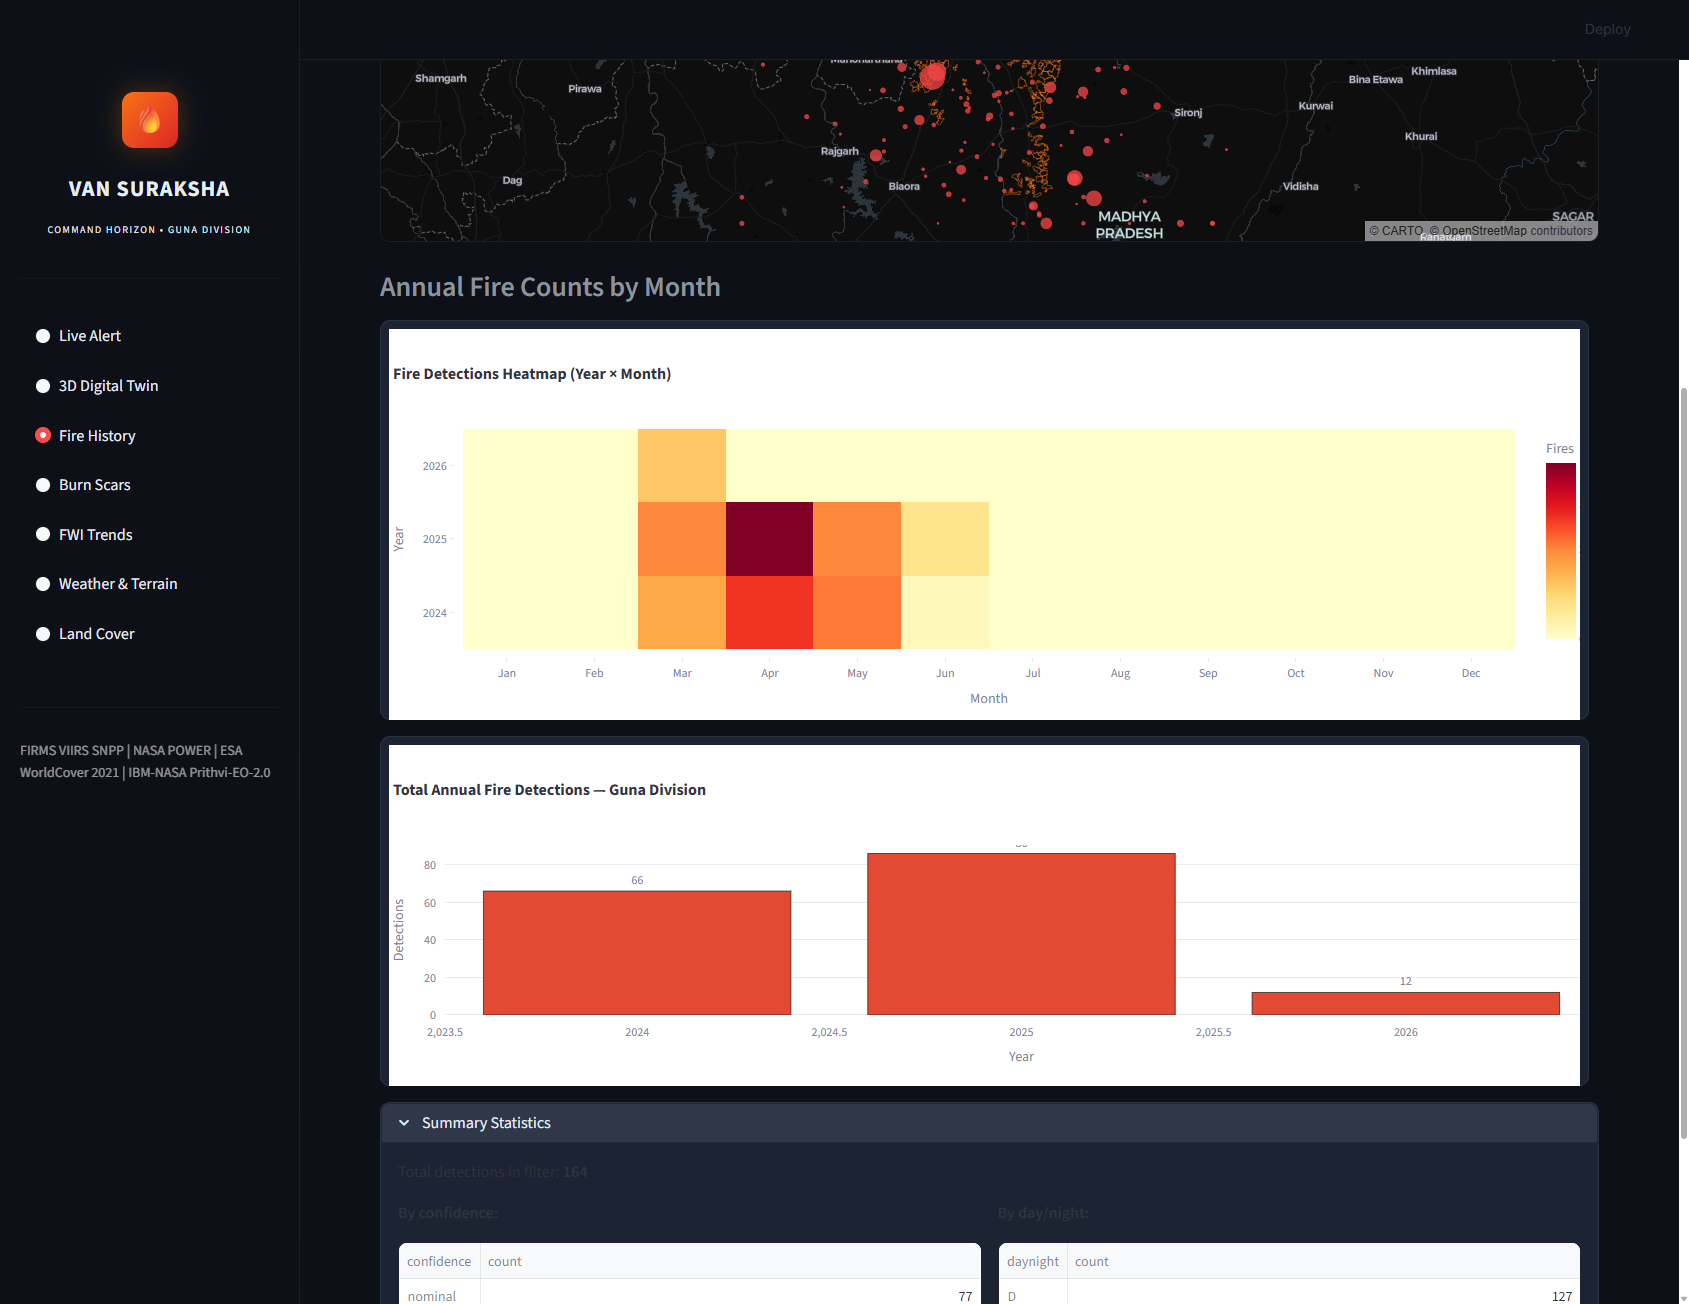 Deploy
VAN SURAKSHA
COMMAND HORIZON • GUNA DIVISION
Live Alert
3D Digital Twin
Fire History
Burn Scars
FWI Trends
Weather & Terrain
Land Cover
FIRMS VIIRS SNPP | NASA POWER | ESA
WorldCover 2021 | IBM-NASA Prithvi-EO-2.0
Shamgarh
Pirawa
Bina Etawa
Khimlasa
Kurwai
Sironj
Khurai
Rajgarh
Dag
Biaora
Vidisha
MADHYA
PRADESH
SAGAR
© CARTO, © OpenStreetMap contributors
Annual Fire Counts by Month
Fire Detections Heatmap (Year × Month)
Fires
2026
2025
2024
Year
Jan Feb Mar Apr May Jun Jul Aug Sep Oct Nov Dec
Month
Total Annual Fire Detections — Guna Division
80
60
40
20
0
Detections
66
12
2,023.5 2024 2,024.5 2025 2,025.5 2026
Year
Summary Statistics
Total detections in filter: 164
By confidence:
confidence count
nominal 77
By day/night:
daynight count
D 127